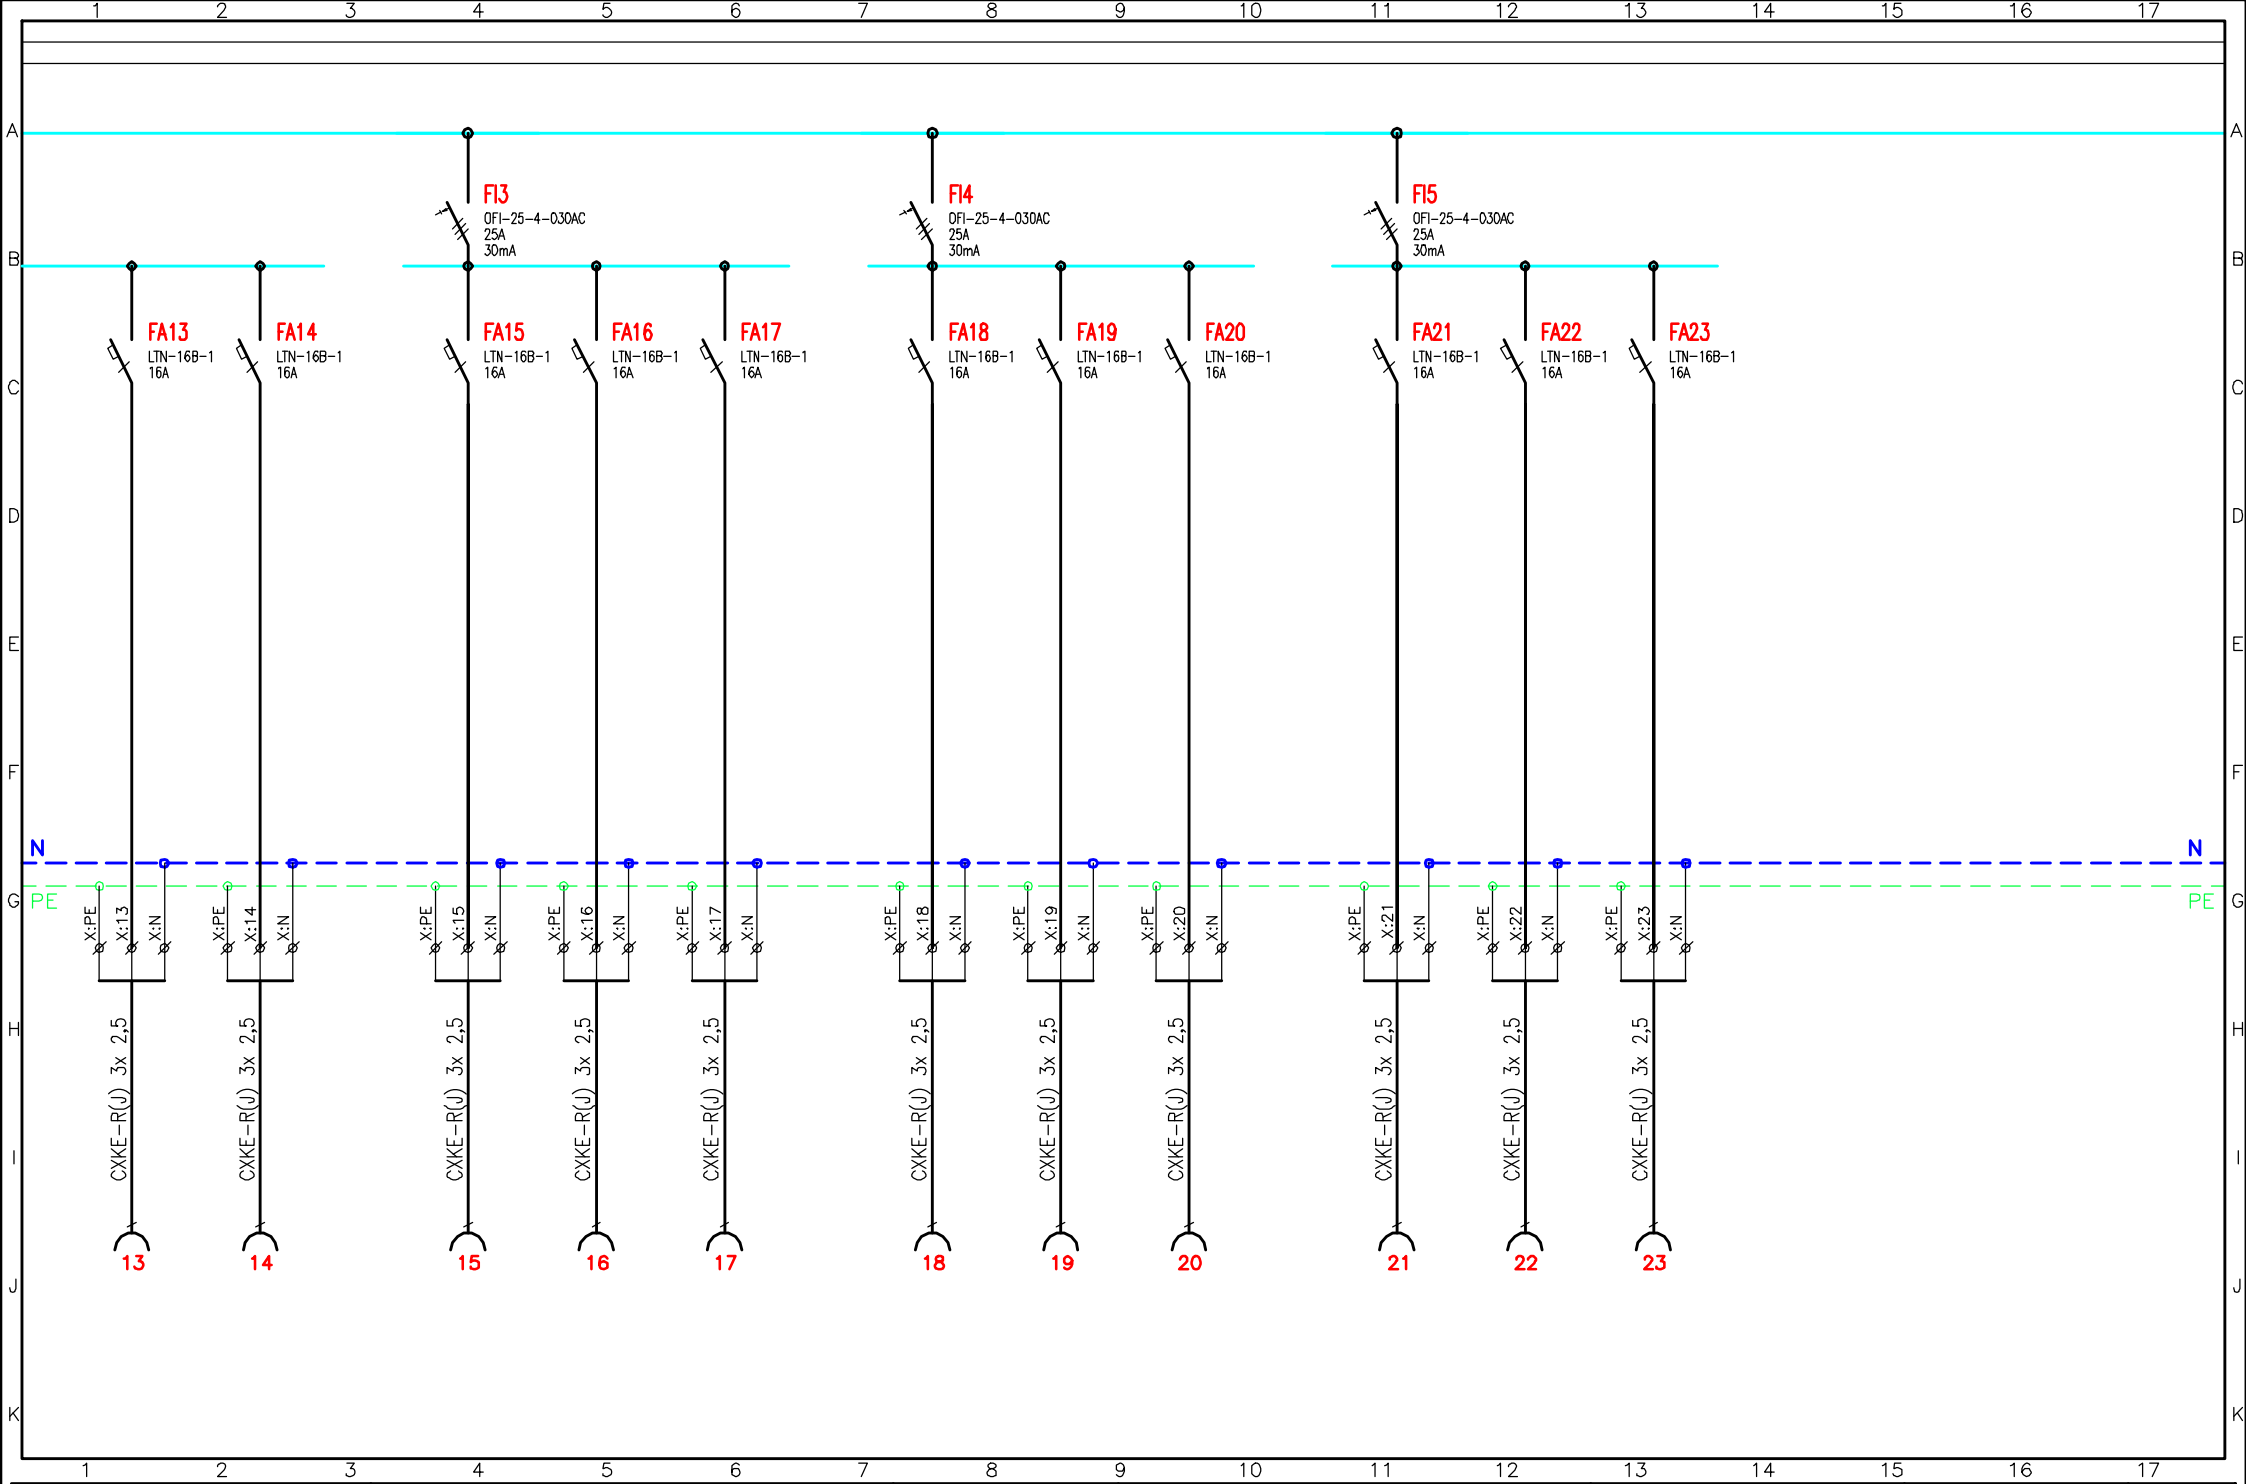 1 2 3 4 5 6 7 8 9 10 11 12 13 14 15 16 17
A A
FI3 FI4 FI5
OFI-25-4-030AC OFI-25-4-030AC OFI-25-4-030AC
25A 25A 25A
30mA 30mA 30mA
B B
FA13 FA14 FA15 FA16 FA17 FA18 FA19 FA20 FA21 FA22 FA23
LTN-16B-1 LTN-16B-1 LTN-16B-1 LTN-16B-1 LTN-16B-1 LTN-16B-1 LTN-16B-1 LTN-16B-1 LTN-16B-1 LTN-16B-1 LTN-16B-1
16A 16A 16A 16A 16A 16A 16A 16A 16A 16A 16A
C C
D D
E E
F F
N N
G PE PE G
X:PE X:13 X:N X:PE X:14 X:N X:PE X:15 X:N X:PE X:16 X:N X:PE X:17 X:N X:PE X:18 X:N X:PE X:19 X:N X:PE X:20 X:N X:PE X:21 X:N X:PE X:22 X:N X:PE X:23 X:N
H H
CXKE-R(J) 3x 2,5 CXKE-R(J) 3x 2,5 CXKE-R(J) 3x 2,5 CXKE-R(J) 3x 2,5 CXKE-R(J) 3x 2,5 CXKE-R(J) 3x 2,5 CXKE-R(J) 3x 2,5 CXKE-R(J) 3x 2,5 CXKE-R(J) 3x 2,5 CXKE-R(J) 3x 2,5 CXKE-R(J) 3x 2,5
I I
13 14 15 16 17 18 19 20 21 22 23
J J
K K
1 2 3 4 5 6 7 8 9 10 11 12 13 14 15 16 17